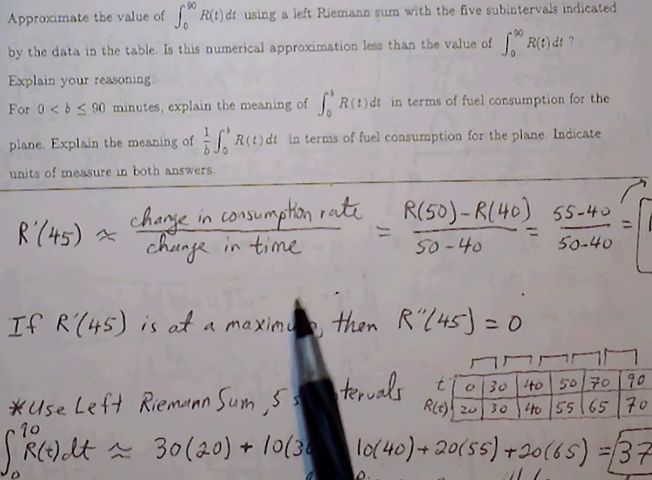 Approximate the value of ∫₀⁹⁰ R(t) dt using a left Riemann sum with the five subintervals indicated
by the data in the table. Is this numerical approximation less than the value of ∫₀⁹⁰ R(t) dt ?
Explain your reasoning.
For 0 < b ≤ 90 minutes, explain the meaning of ∫₀ᵇ R(t) dt in terms of fuel consumption for the
plane. Explain the meaning of 1/b ∫₀ᵇ R(t) dt in terms of fuel consumption for the plane. Indicate
units of measure in both answers.
R'(45) ≈ change in consumption rate / change in time = R(50)-R(40) / 50-40 = 55-40 / 50-40 =
If R'(45) is at a maximum, then R"(45) = 0
*Use Left Riemann Sum, 5 intervals
t 0 30 40 50 70 90
R(t) 20 30 40 55 65 70
∫₀⁹⁰ R(t) dt ≈ 30(20) + 10(30 10(40) + 20(55) + 20(65) = 37